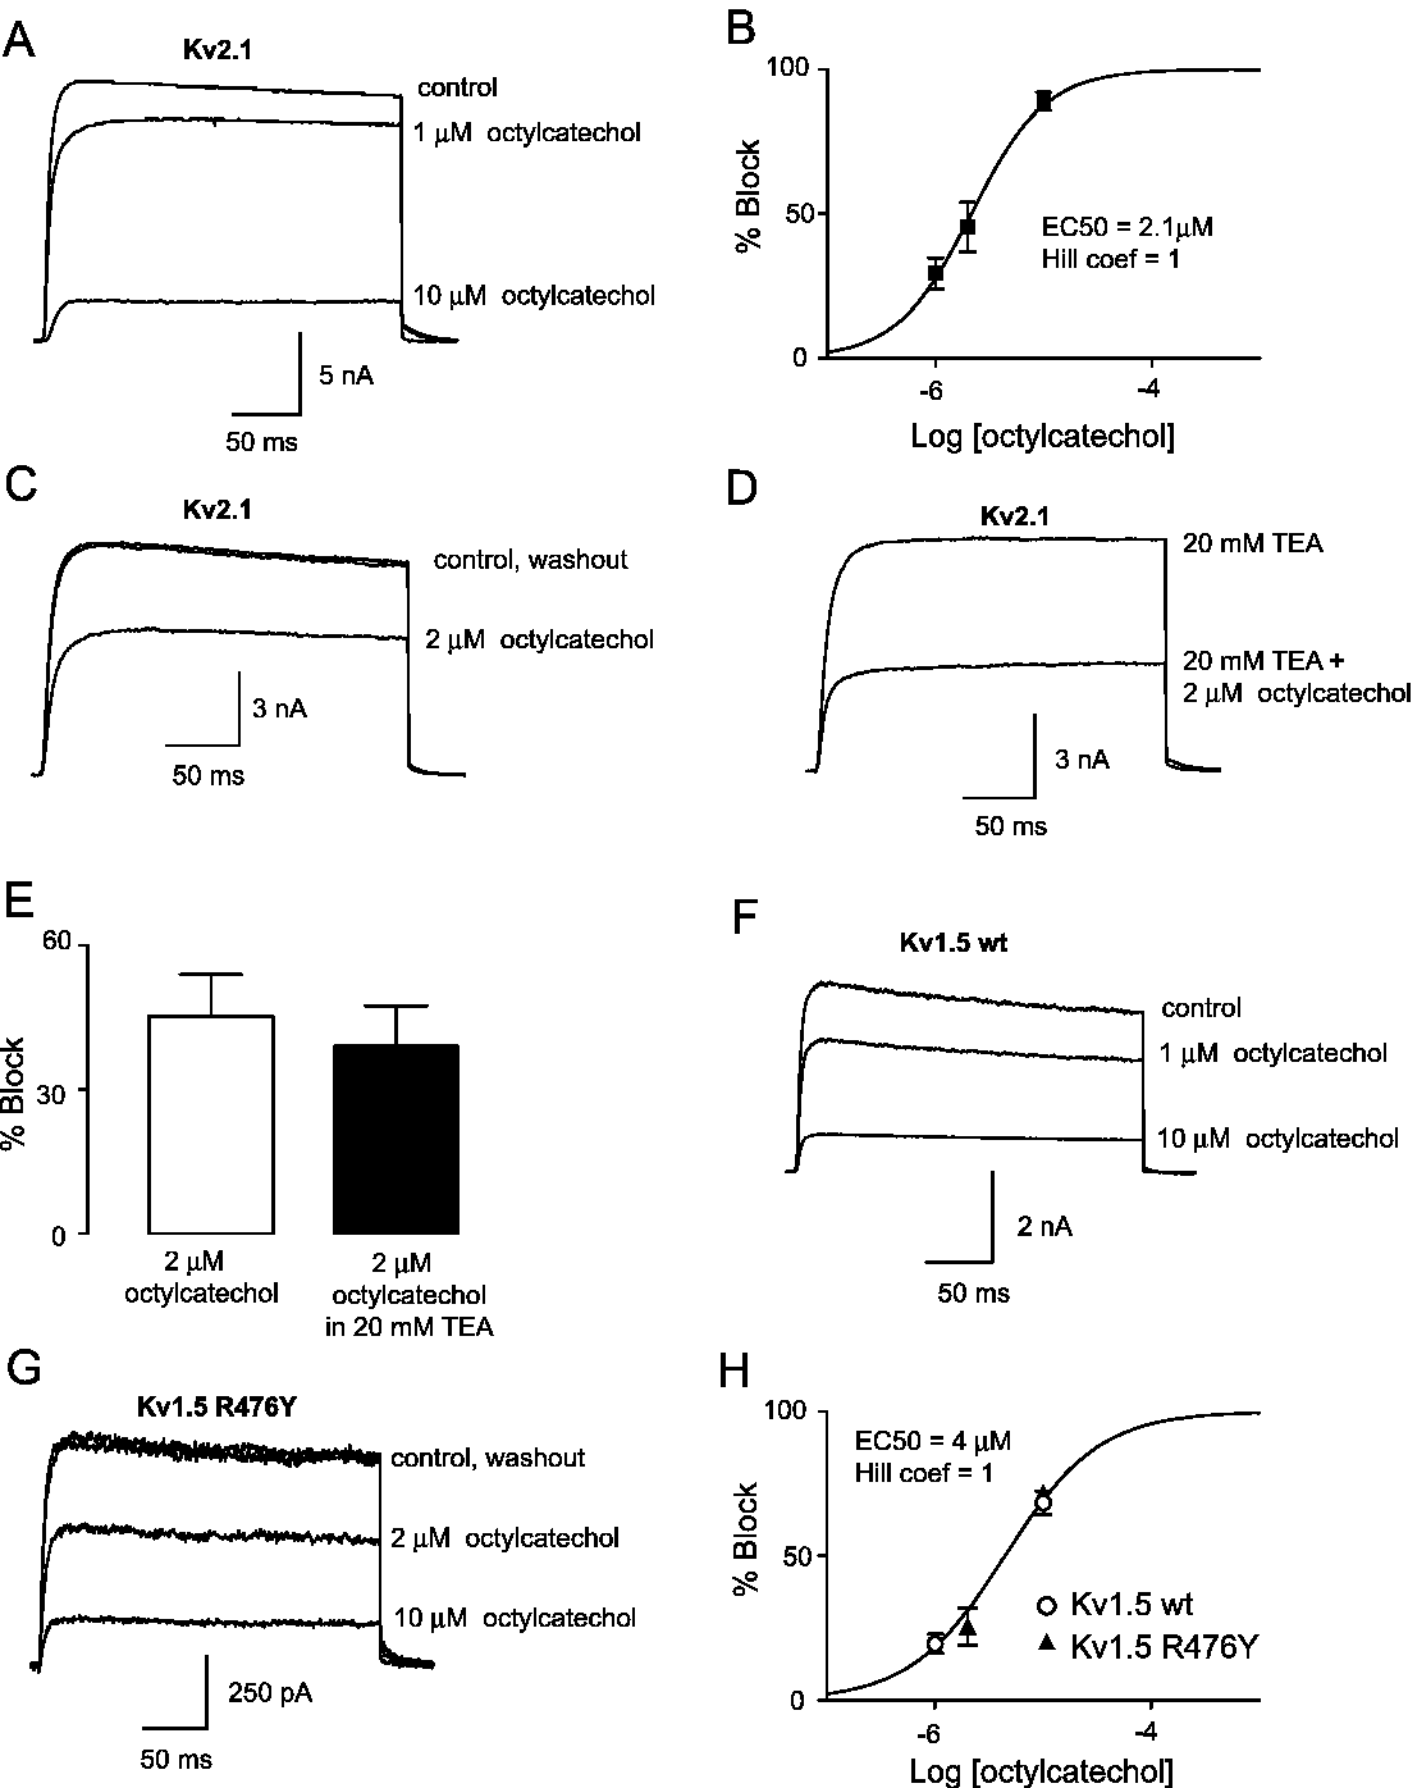 A
Kv2.1
control
1 µM octylcatechol
10 µM octylcatechol
5 nA
50 ms
B
100
50
0
% Block
EC50 = 2.1µM
Hill coef = 1
-6
-4
Log [octylcatechol]
C
Kv2.1
control, washout
2 µM octylcatechol
3 nA
50 ms
D
Kv2.1
20 mM TEA
20 mM TEA +
2 µM octylcatechol
3 nA
50 ms
E
60
30
0
% Block
2 µM
octylcatechol
2 µM
octylcatechol
in 20 mM TEA
F
Kv1.5 wt
control
1 µM octylcatechol
10 µM octylcatechol
2 nA
50 ms
G
Kv1.5 R476Y
control, washout
2 µM octylcatechol
10 µM octylcatechol
250 pA
50 ms
H
100
50
0
% Block
EC50 = 4 µM
Hill coef = 1
Kv1.5 wt
Kv1.5 R476Y
-6
-4
Log [octylcatechol]